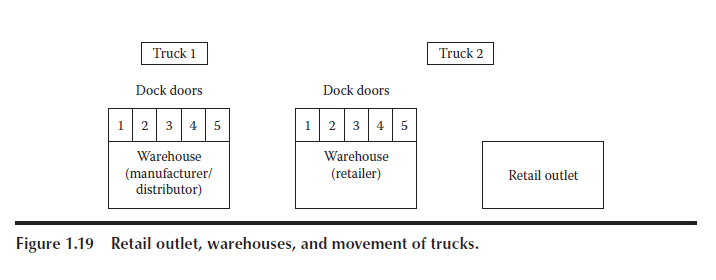 Truck 1
Truck 2
Dock doors
Dock doors
1 2 3 4 5
1 2 3 4 5
Warehouse
(manufacturer/
distributor)
Warehouse
(retailer)
Retail outlet
Figure 1.19 Retail outlet, warehouses, and movement of trucks.